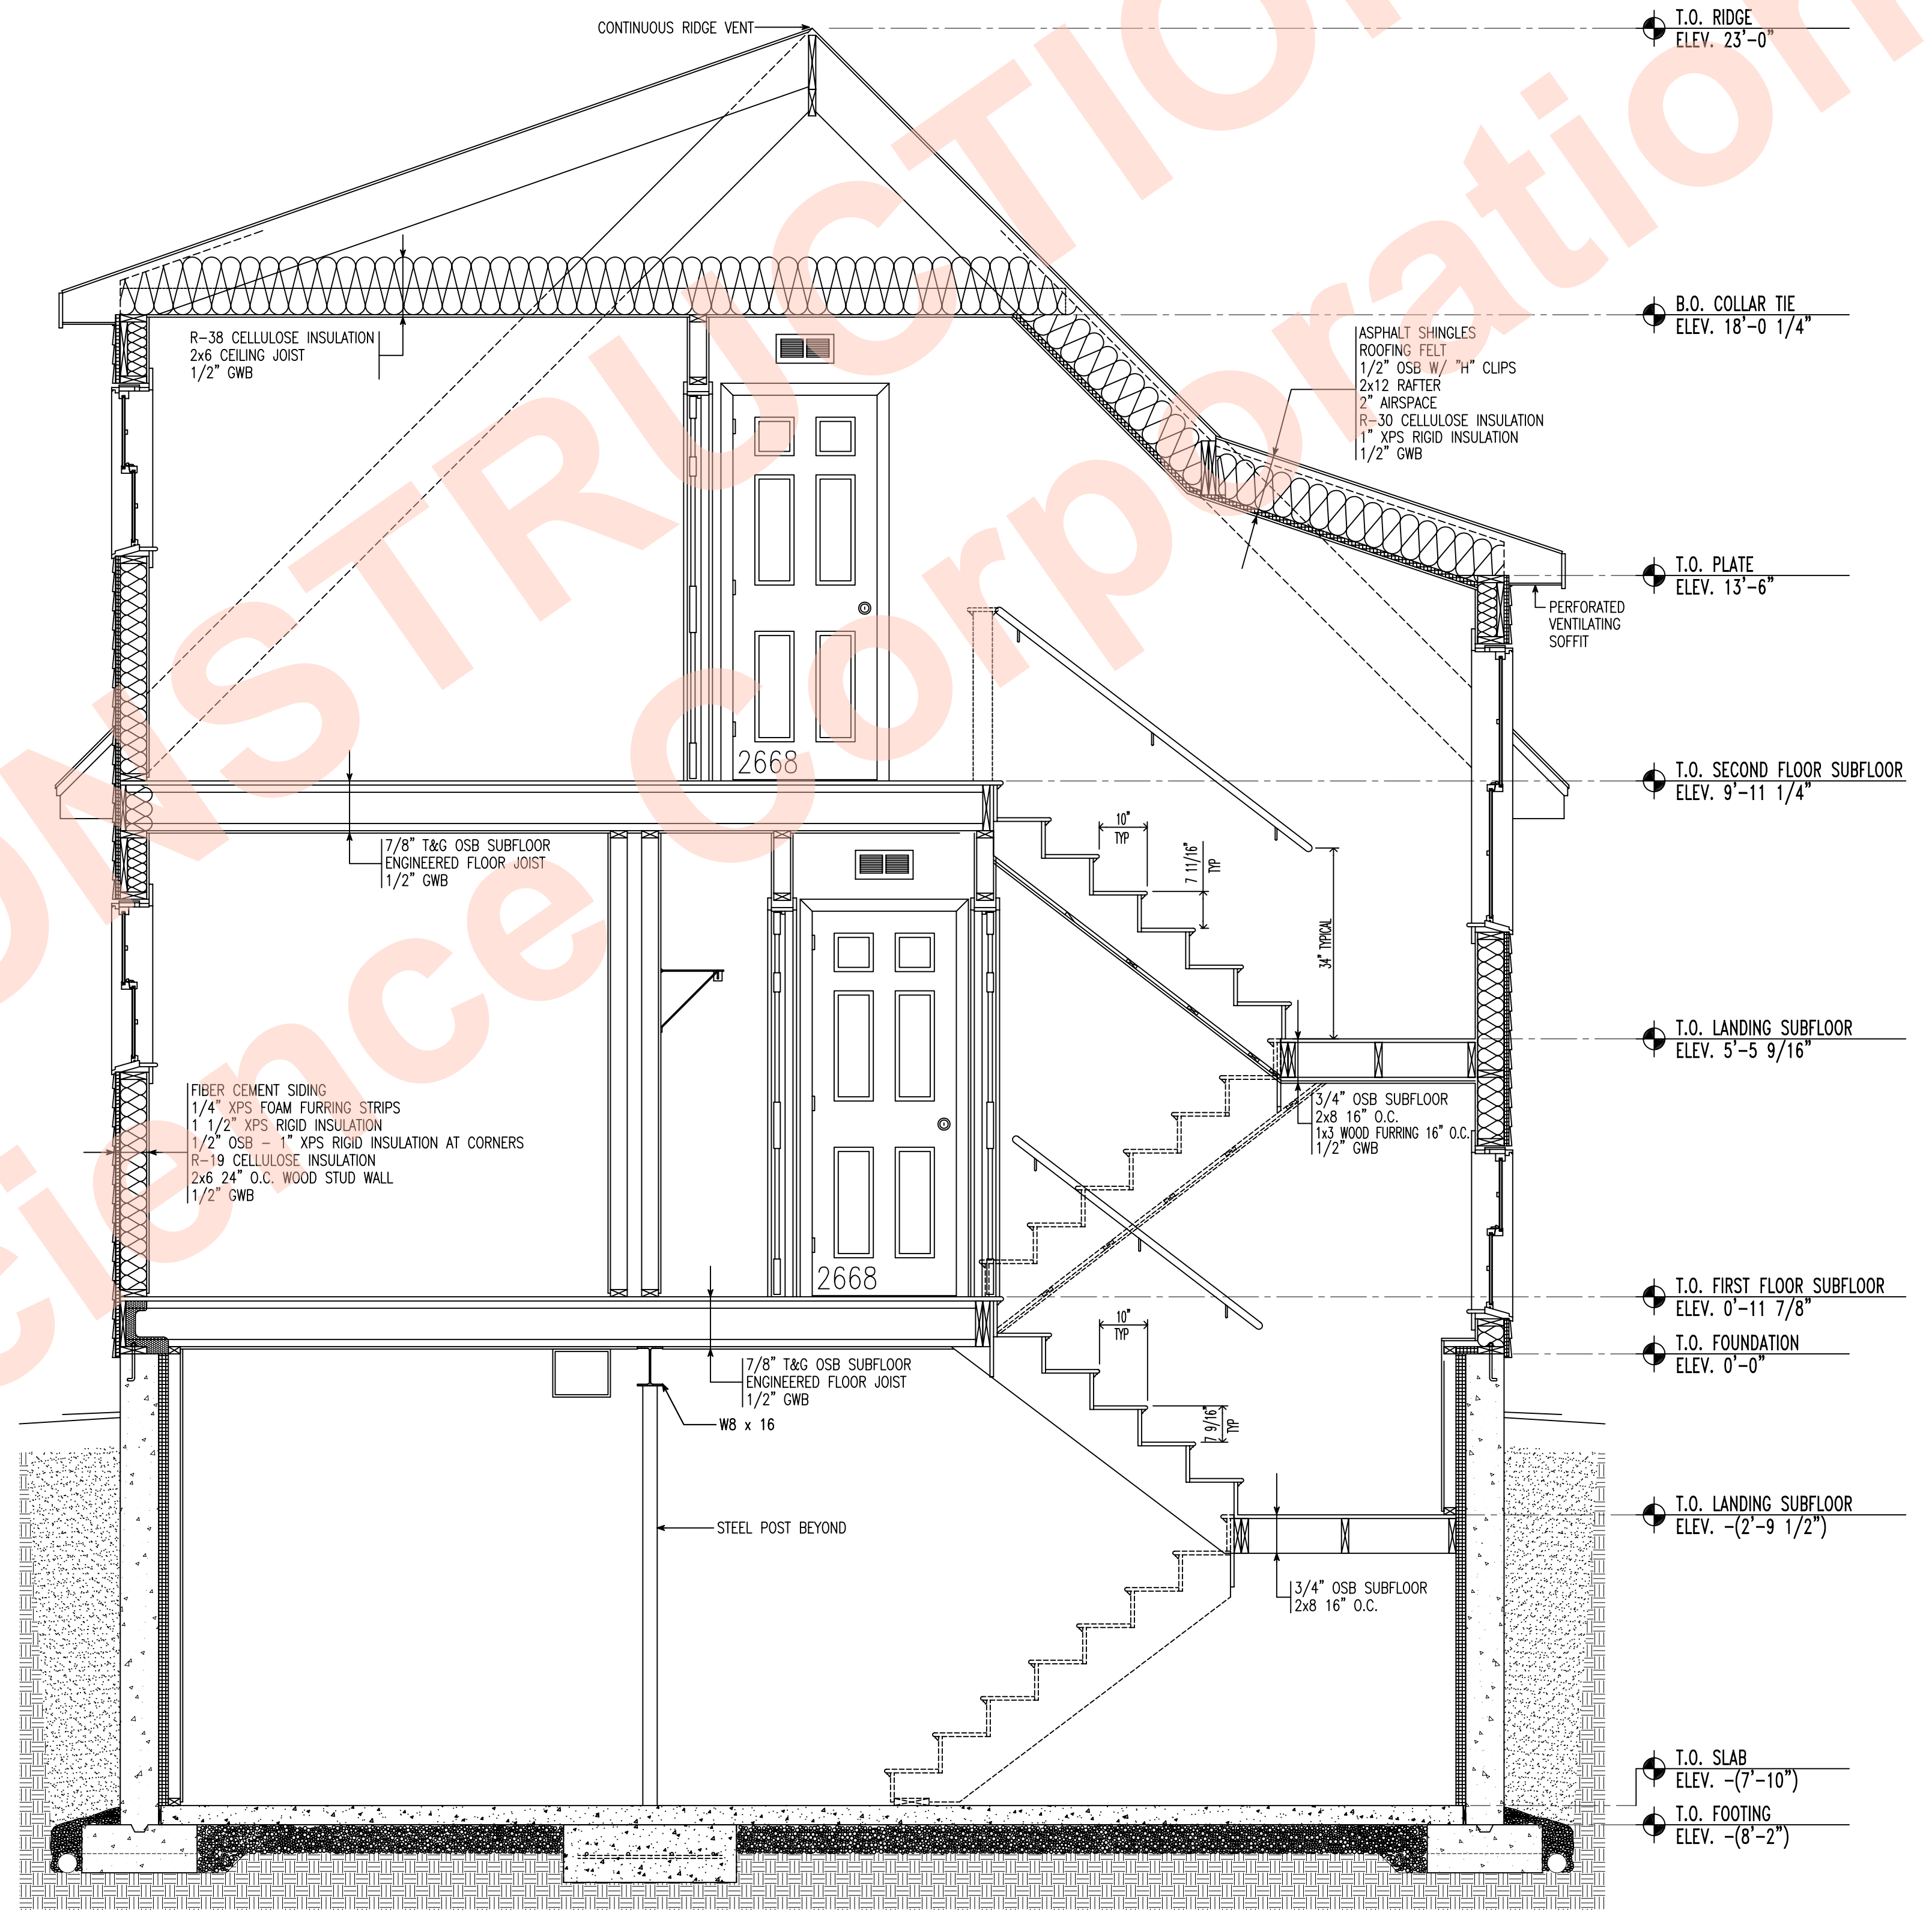 CONTINUOUS RIDGE VENT
T.O. RIDGE
ELEV. 23'-0"
R-38 CELLULOSE INSULATION
2x6 CEILING JOIST
1/2" GWB
B.O. COLLAR TIE
ELEV. 18'-0 1/4"
ASPHALT SHINGLES
ROOFING FELT
1/2" OSB W/ "H" CLIPS
2x12 RAFTER
2" AIRSPACE
R-30 CELLULOSE INSULATION
1" XPS RIGID INSULATION
1/2" GWB
T.O. PLATE
ELEV. 13'-6"
PERFORATED
VENTILATING
SOFFIT
2668
T.O. SECOND FLOOR SUBFLOOR
ELEV. 9'-11 1/4"
7/8" T&G OSB SUBFLOOR
ENGINEERED FLOOR JOIST
1/2" GWB
10"
TYP
7 11/16"
TYP
34" TYPICAL
T.O. LANDING SUBFLOOR
ELEV. 5'-5 9/16"
FIBER CEMENT SIDING
1/4" XPS FOAM FURRING STRIPS
1 1/2" XPS RIGID INSULATION
1/2" OSB - 1" XPS RIGID INSULATION AT CORNERS
R-19 CELLULOSE INSULATION
2x6 24" O.C. WOOD STUD WALL
1/2" GWB
3/4" OSB SUBFLOOR
2x8 16" O.C.
1x3 WOOD FURRING 16" O.C.
1/2" GWB
2668
T.O. FIRST FLOOR SUBFLOOR
ELEV. 0'-11 7/8"
10"
TYP
T.O. FOUNDATION
ELEV. 0'-0"
7/8" T&G OSB SUBFLOOR
ENGINEERED FLOOR JOIST
1/2" GWB
W8 x 16
7 9/16"
TYP
T.O. LANDING SUBFLOOR
ELEV. -(2'-9 1/2")
STEEL POST BEYOND
3/4" OSB SUBFLOOR
2x8 16" O.C.
T.O. SLAB
ELEV. -(7'-10")
T.O. FOOTING
ELEV. -(8'-2")
ONSTRUCTION
cience Corporation